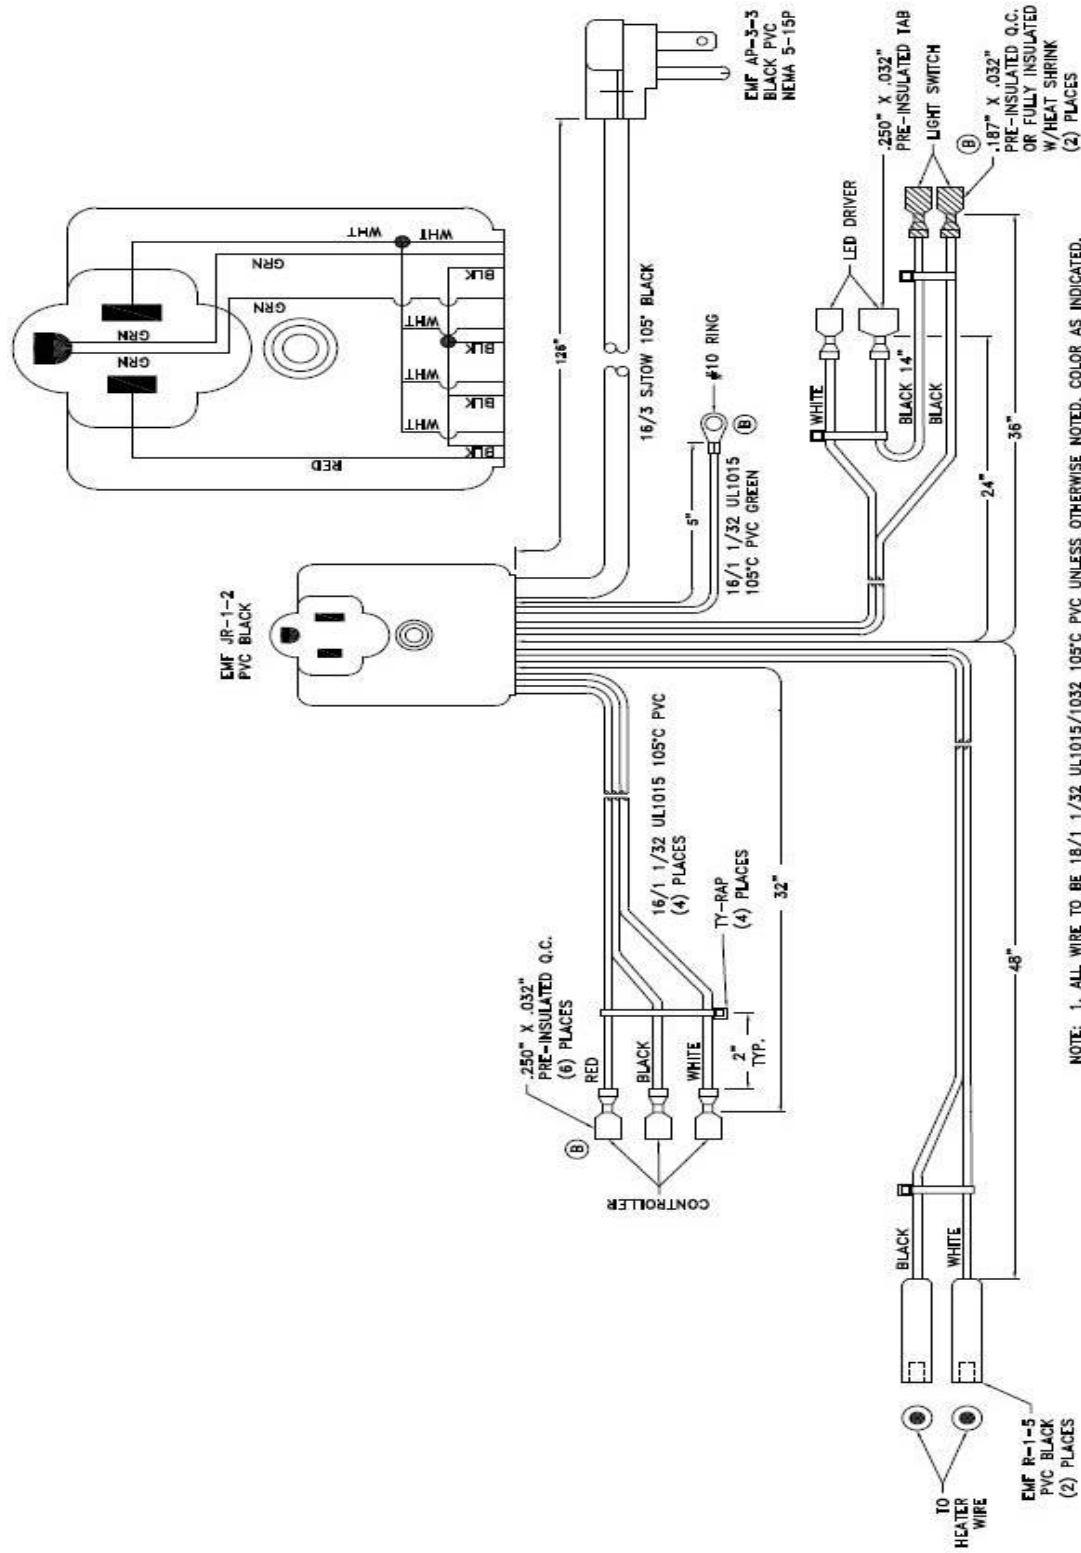 EMF JR-1-2
PVC BLACK
GRN
GRN
GRN
GRN
WHT
WHT
WHT
WHT
WHT
RED
BLK
BLK
BLK
BLK
126"
16/3 SJTOW 105° BLACK
EMF AP-3-3
BLACK PVC
NEMA 5-15P
5"
#10 RING
B
16/1 1/32 UL1015
105°C PVC GREEN
LED DRIVER
.250" X .032"
PRE-INSULATED TAB
LIGHT SWITCH
B
.187" X .032"
PRE-INSULATED Q.C.
OR FULLY INSULATED
W/HEAT SHRINK
(2) PLACES
WHITE
BLACK 14"
BLACK
24"
36"
.250" X .032"
PRE-INSULATED Q.C.
(6) PLACES
B
RED
BLACK
WHITE
CONTROLLER
16/1 1/32 UL1015 105°C PVC
(4) PLACES
TY-RAP
(4) PLACES
2"
TYP.
32"
48"
BLACK
WHITE
TO
HEATER
WIRE
EMF R-1-5
PVC BLACK
(2) PLACES
NOTE: 1. ALL WIRE TO BE 18/1 1/32 UL1015/1032 105°C PVC UNLESS OTHERWISE NOTED. COLOR AS INDICATED.